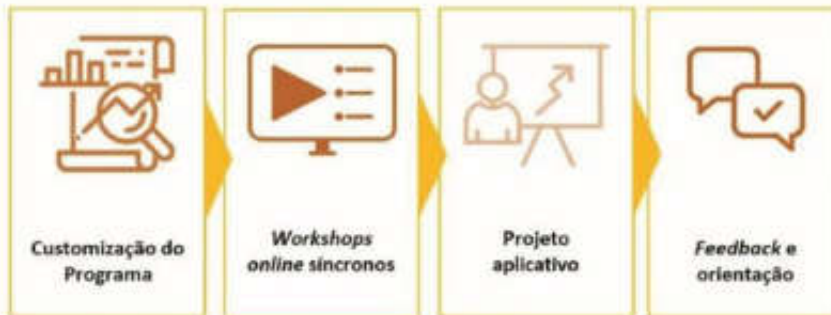 Customização do
Programa
Workshops
online síncronos
Projeto
aplicativo
Feedback e
orientação